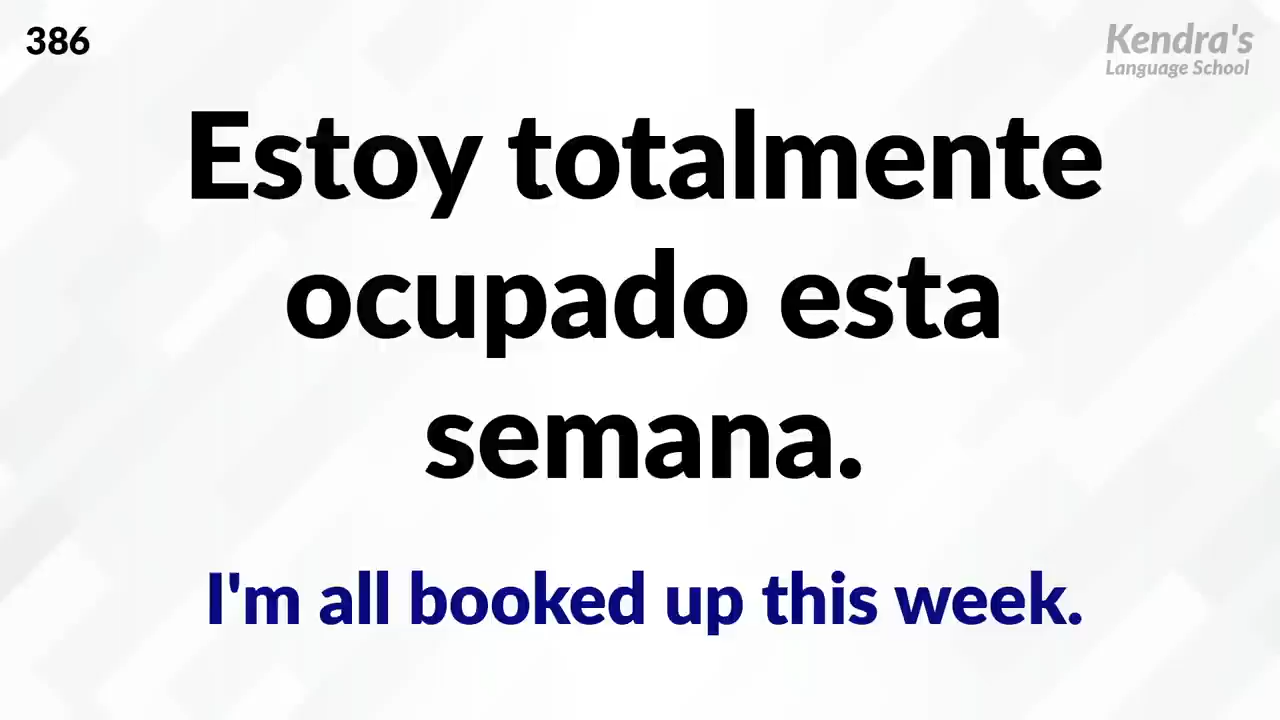 386
Kendra's
Language School
Estoy totalmente
ocupado esta
semana.
I'm all booked up this week.